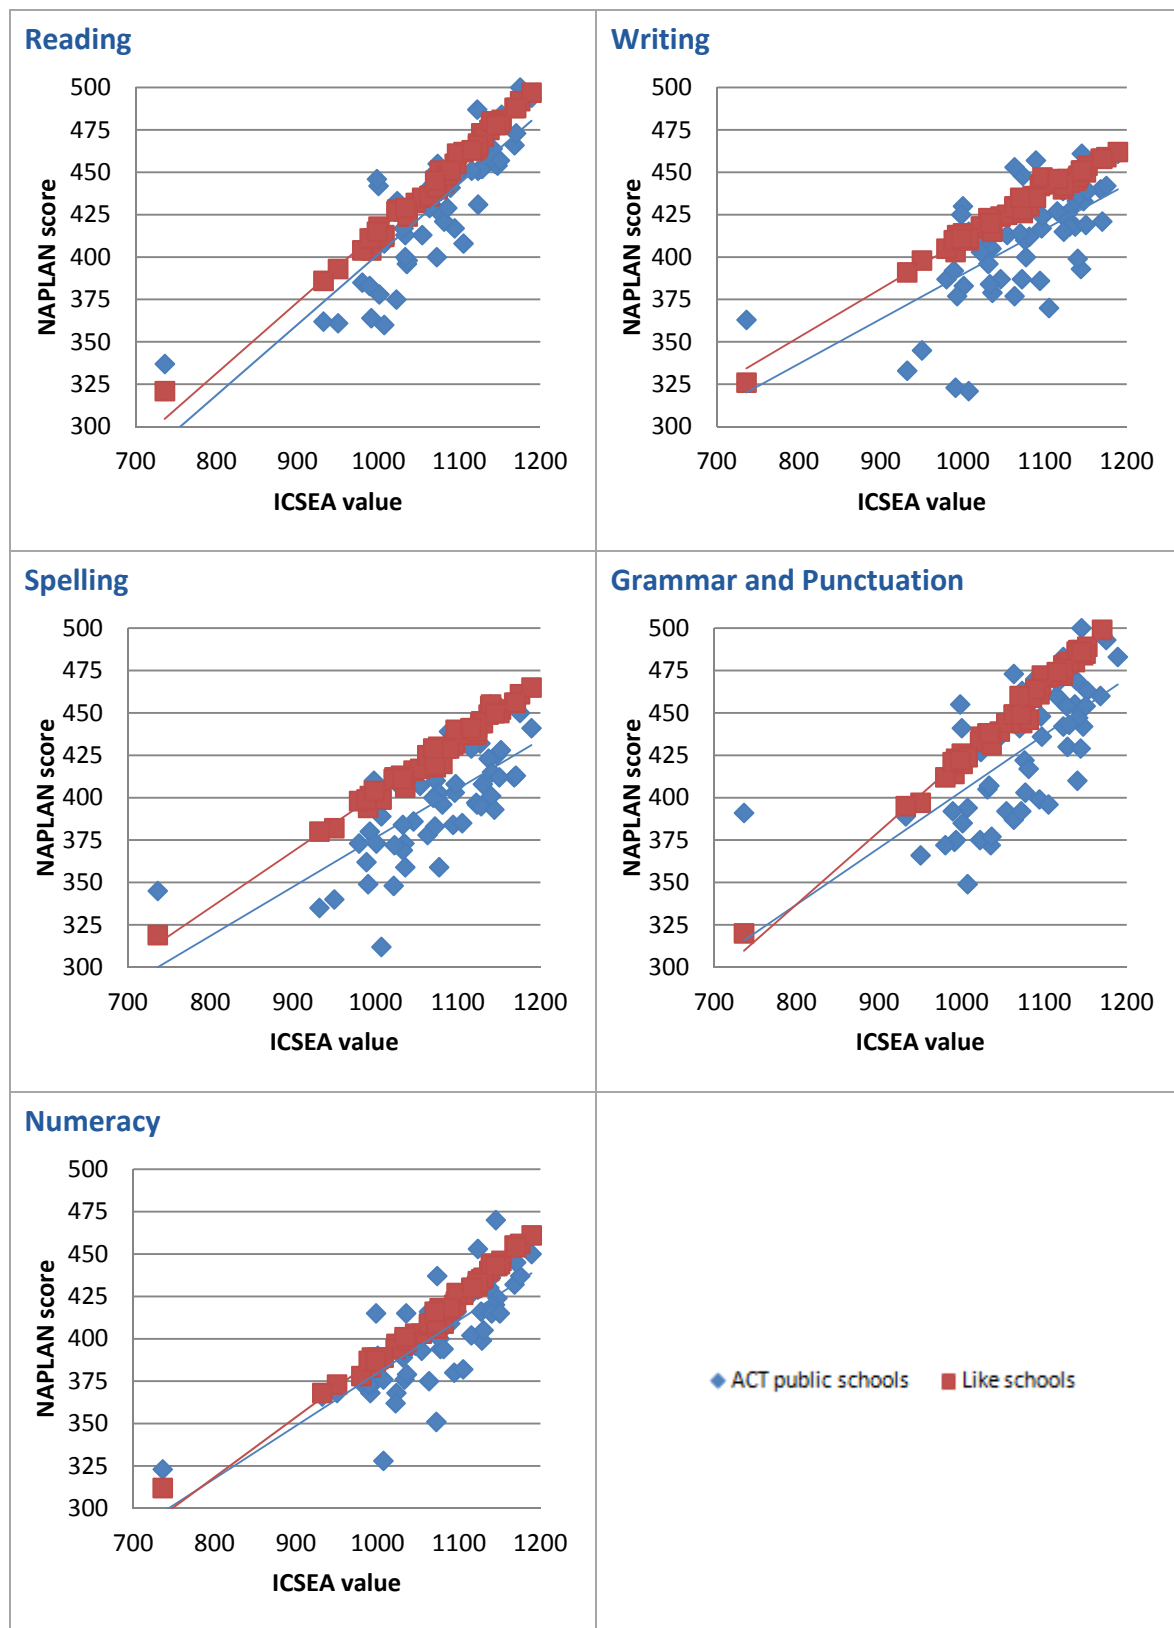 Reading
NAPLAN score
500
475
450
425
400
375
350
325
300
700 800 900 1000 1100 1200
ICSEA value
Writing
NAPLAN score
500
475
450
425
400
375
350
325
300
700 800 900 1000 1100 1200
ICSEA value
Spelling
NAPLAN score
500
475
450
425
400
375
350
325
300
700 800 900 1000 1100 1200
ICSEA value
Grammar and Punctuation
NAPLAN score
500
475
450
425
400
375
350
325
300
700 800 900 1000 1100 1200
ICSEA value
Numeracy
NAPLAN score
500
475
450
425
400
375
350
325
300
700 800 900 1000 1100 1200
ICSEA value
ACT public schools Like schools